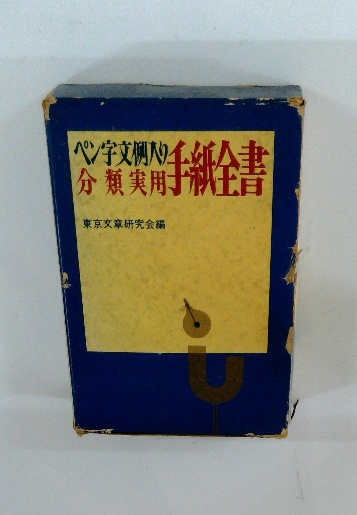 ペン字文例入り
分類実用手紙全書
東京文章研究会編